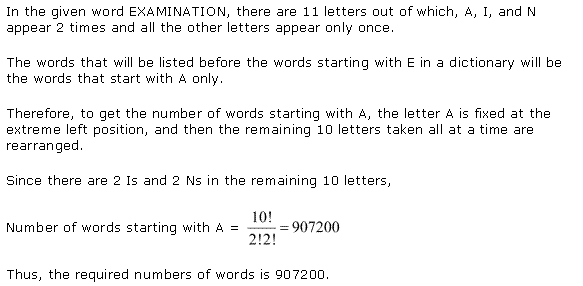 In the given word EXAMINATION, there are 11 letters out of which, A, I, and N
appear 2 times and all the other letters appear only once.
The words that will be listed before the words starting with E in a dictionary will be
the words that start with A only.
Therefore, to get the number of words starting with A, the letter A is fixed at the
extreme left position, and then the remaining 10 letters taken all at a time are
rearranged.
Since there are 2 Is and 2 Ns in the remaining 10 letters,
Number of words starting with A = 10!/2!2! = 907200
Thus, the required numbers of words is 907200.